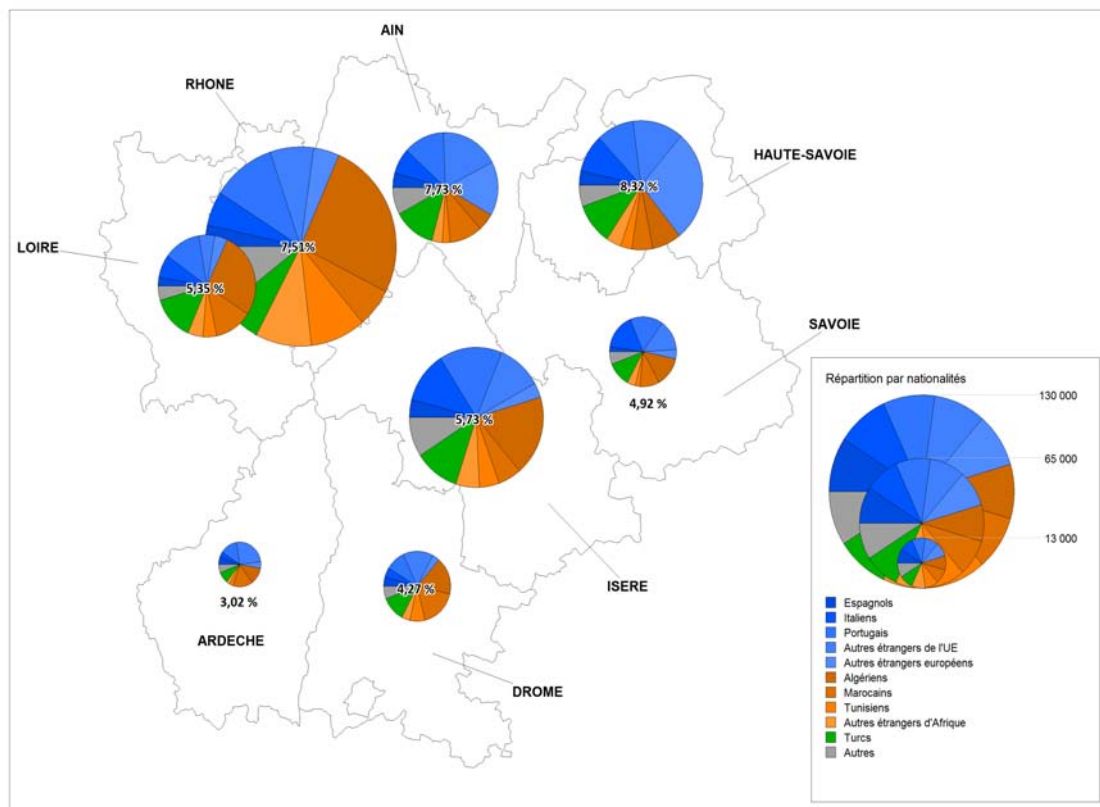 AIN
RHONE
HAUTE-SAVOIE
7,73 %
8,32 %
LOIRE
7,51%
5,35 %
SAVOIE
4,92 %
5,73 %
ISERE
3,02 %
4,27 %
ARDECHE
DROME
Répartition par nationalités
130 000
65 000
13 000
Espagnols
Italiens
Portugais
Autres étrangers de l'UE
Autres étrangers européens
Algériens
Marocains
Tunisiens
Autres étrangers d'Afrique
Turcs
Autres